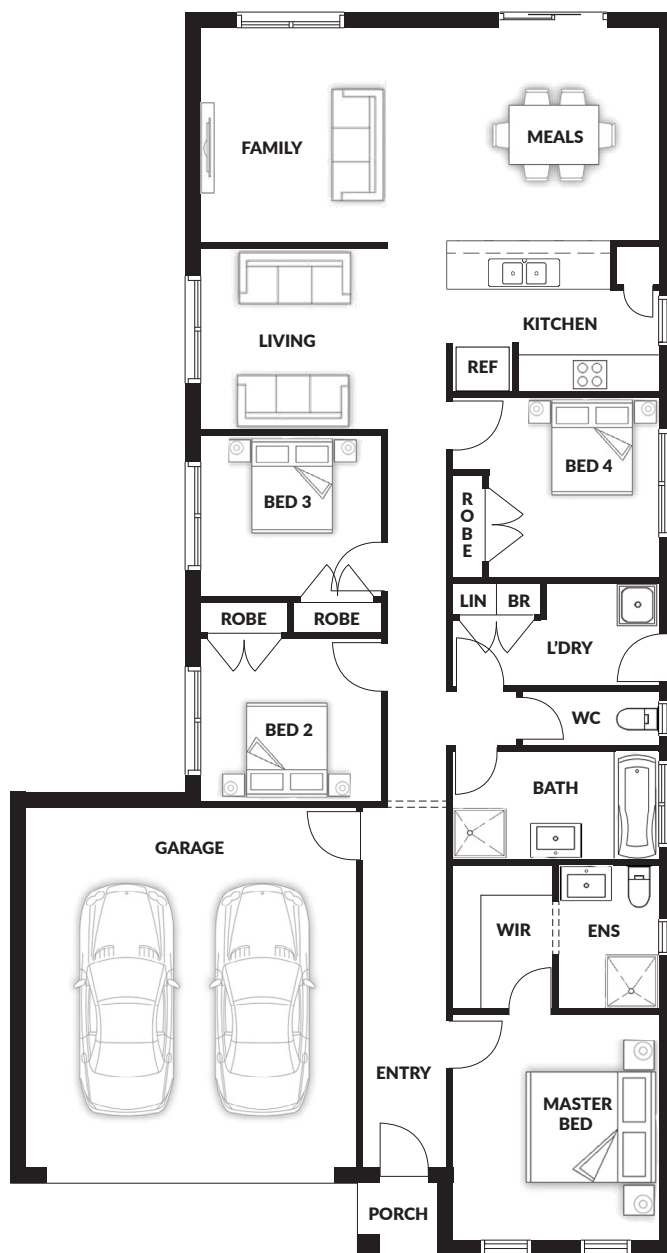 FAMILY
MEALS
LIVING
KITCHEN
REF
BED 3
BED 4
ROBE
ROBE
ROBE
LIN
BR
L'DRY
BED 2
WC
BATH
GARAGE
WIR
ENS
ENTRY
MASTER
BED
PORCH